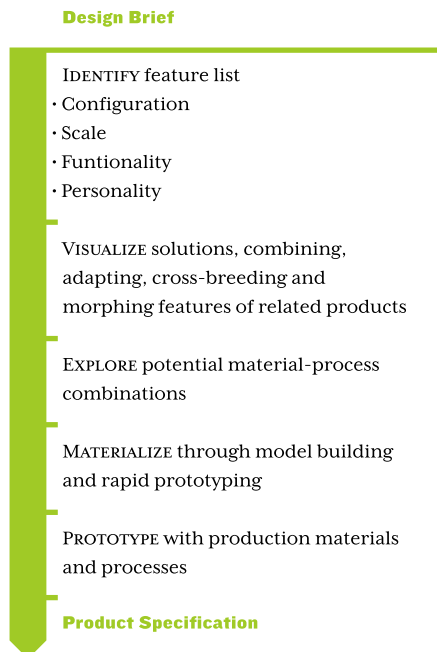 Design Brief
IDENTIFY feature list
· Configuration
· Scale
· Funtionality
· Personality
VISUALIZE solutions, combining,
adapting, cross-breeding and
morphing features of related products
EXPLORE potential material-process
combinations
MATERIALIZE through model building
and rapid prototyping
PROTOTYPE with production materials
and processes
Product Specification